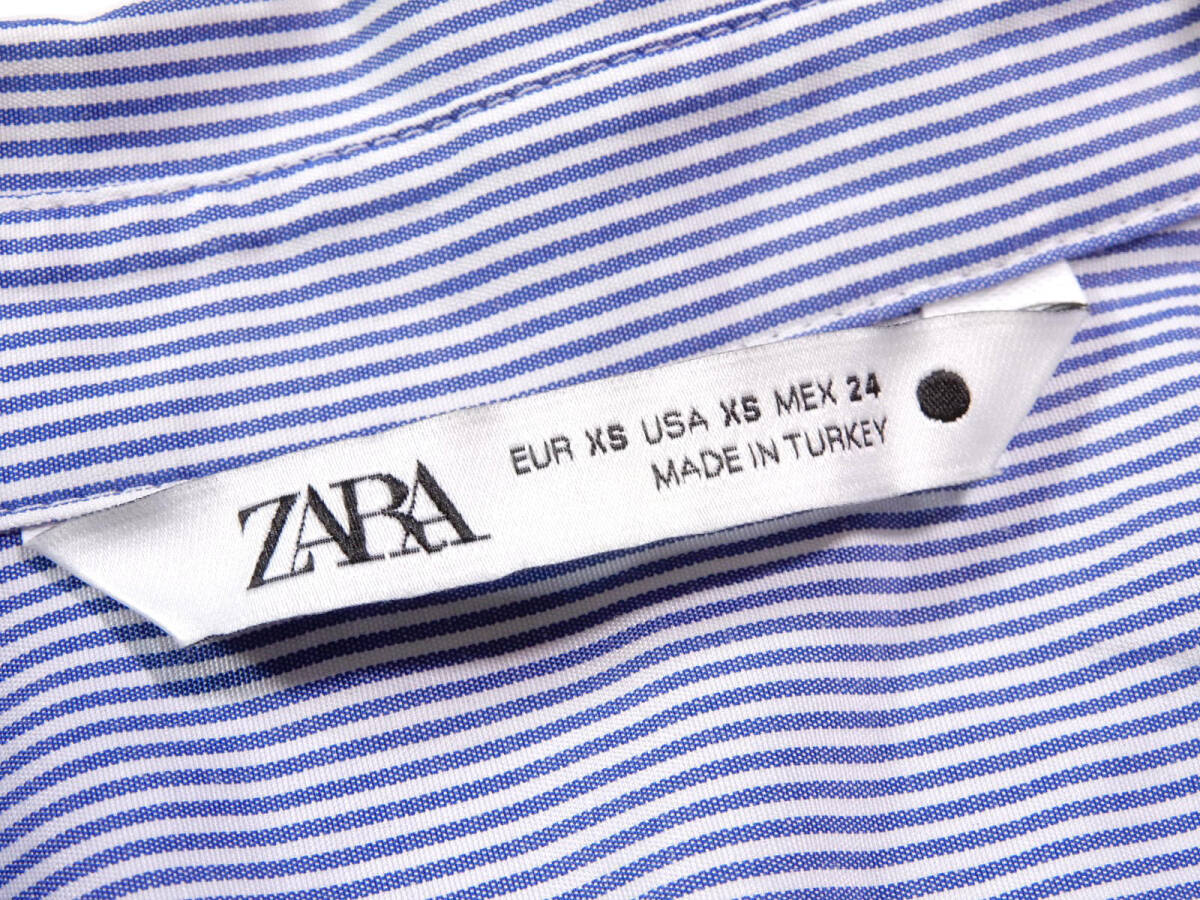 ZARA
EUR XS USA XS MEX 24
MADE IN TURKEY